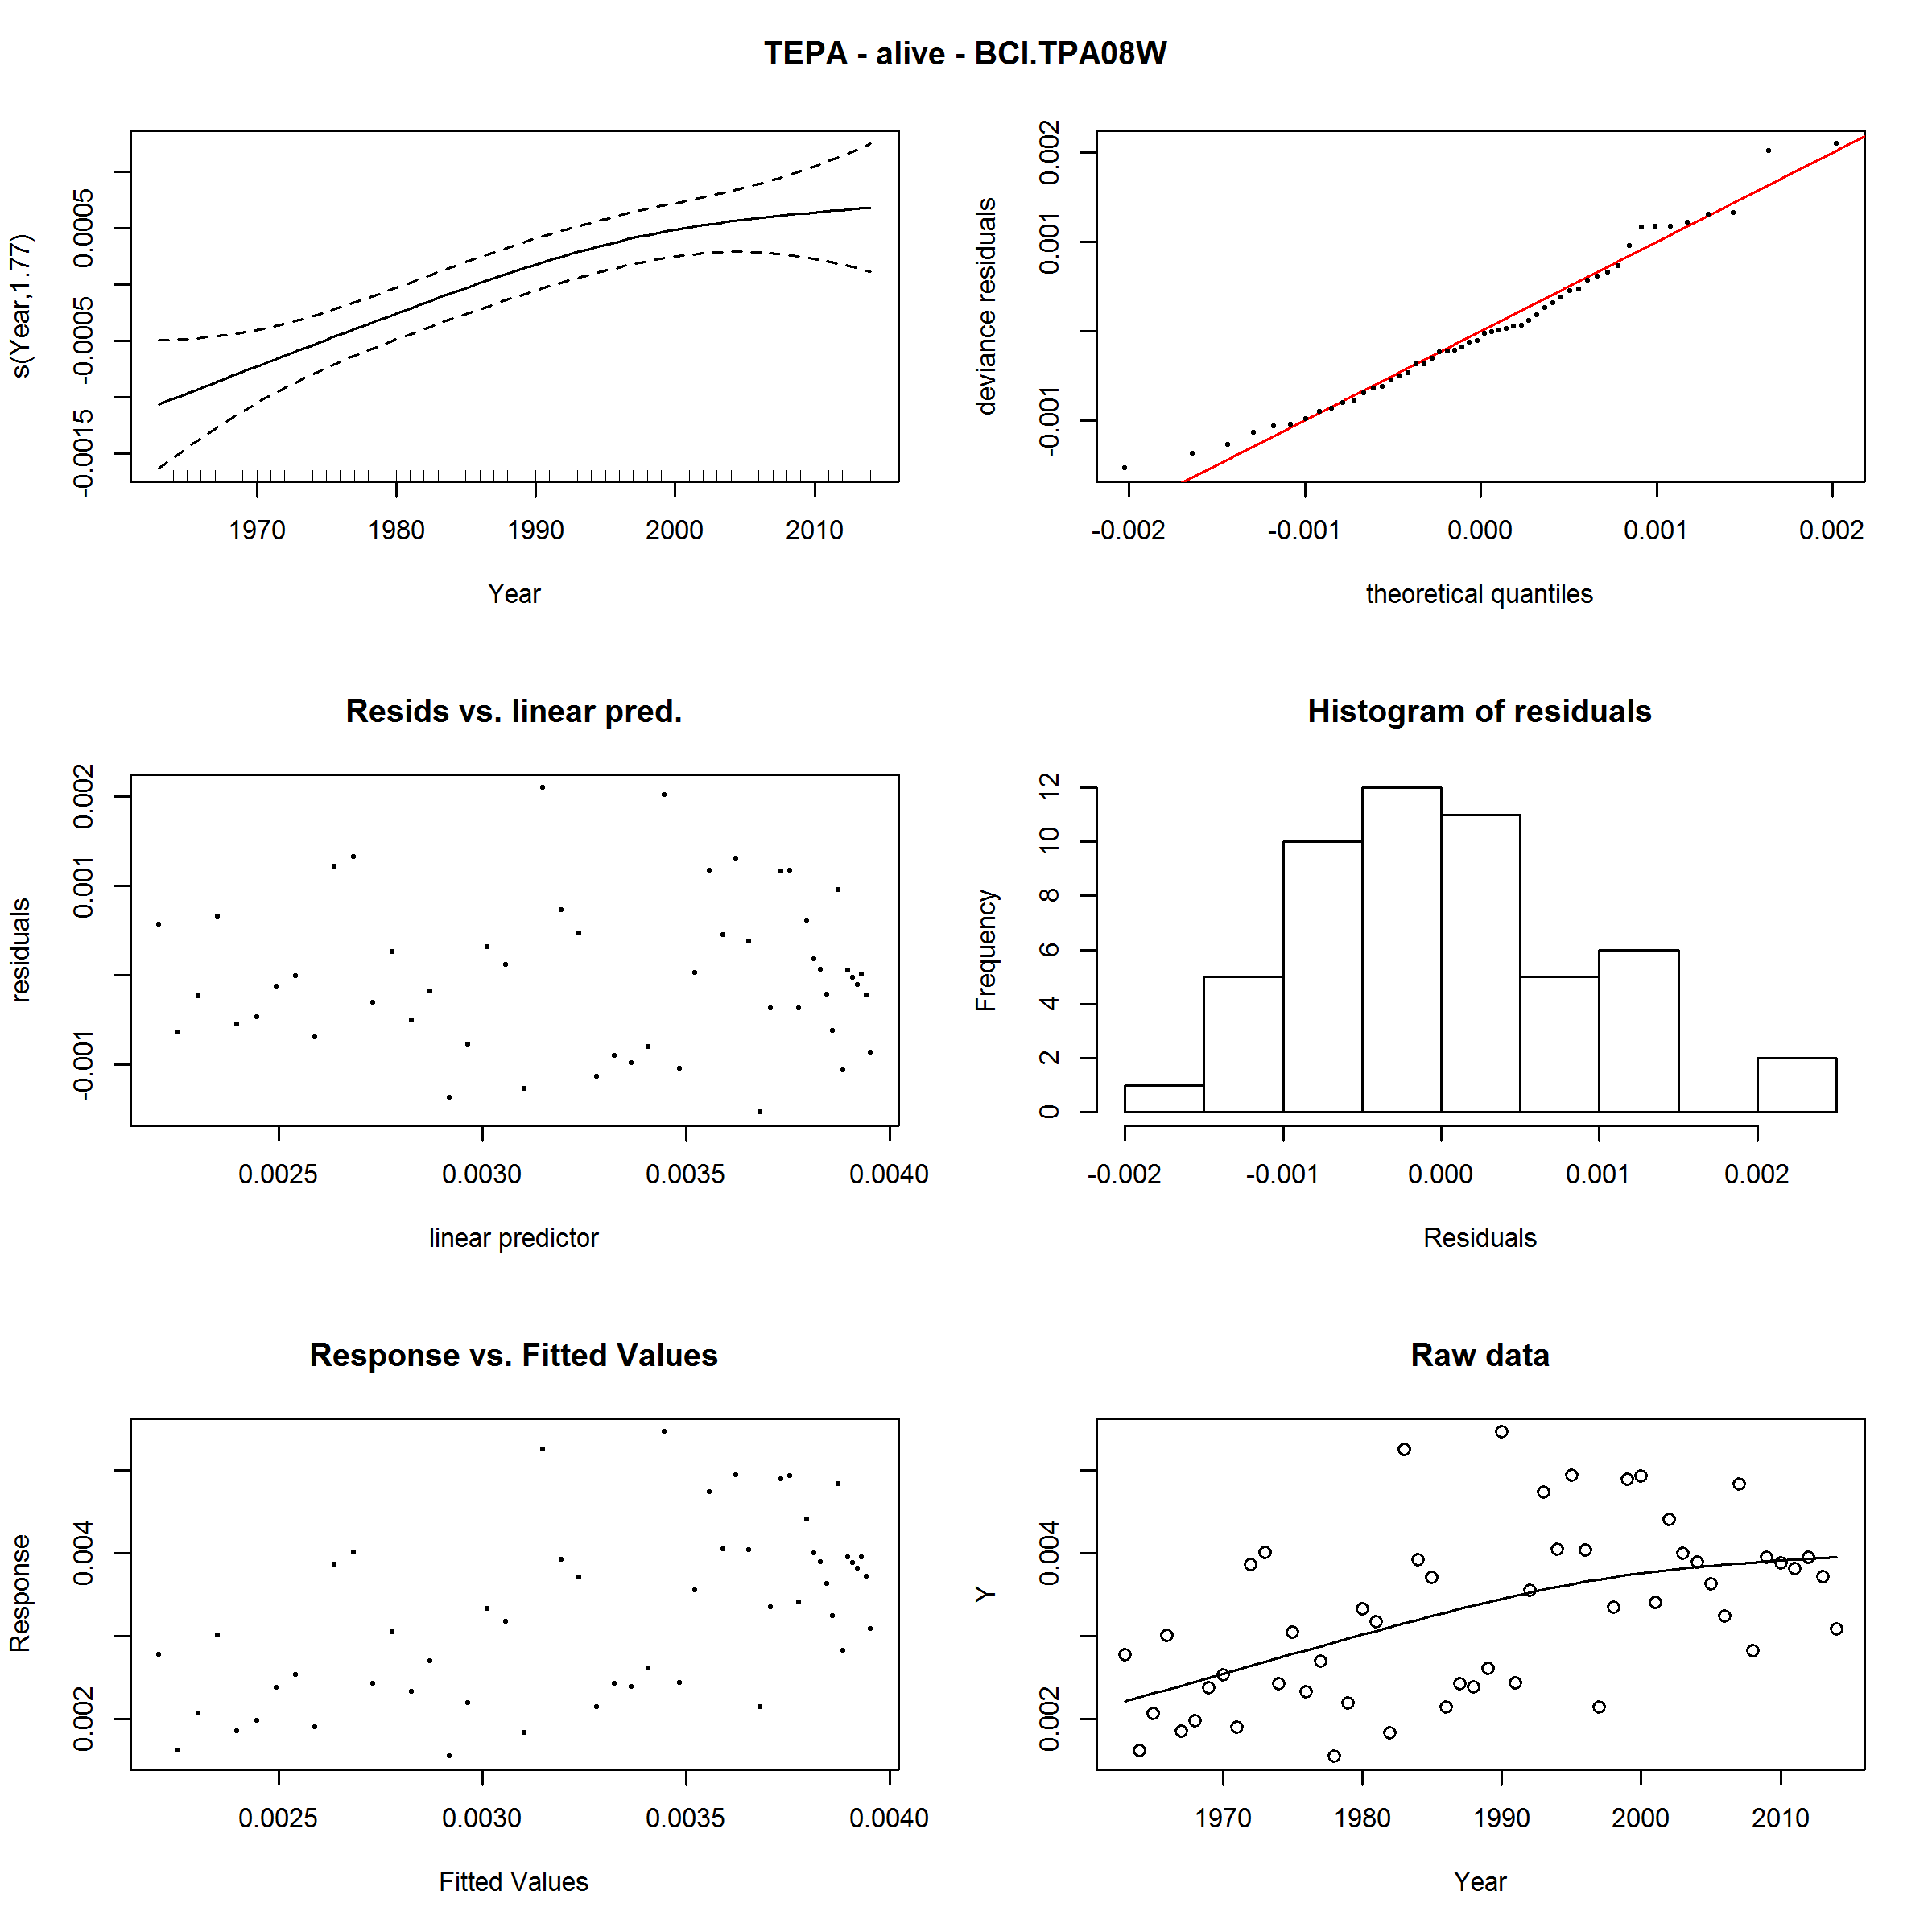 TEPA - alive - BCI.TPA08W
s(Year,1.77)
-0.0015 -0.0005 0.0005
1970 1980 1990 2000 2010
Year
deviance residuals
-0.001 0.001 0.002
-0.002 -0.001 0.000 0.001 0.002
theoretical quantiles
Resids vs. linear pred.
residuals
-0.001 0.001 0.002
0.0025 0.0030 0.0035 0.0040
linear predictor
Histogram of residuals
Frequency
0 2 4 6 8 10 12
-0.002 -0.001 0.000 0.001 0.002
Residuals
Response vs. Fitted Values
Response
0.002 0.004
0.0025 0.0030 0.0035 0.0040
Fitted Values
Raw data
Y
0.002 0.004
1970 1980 1990 2000 2010
Year